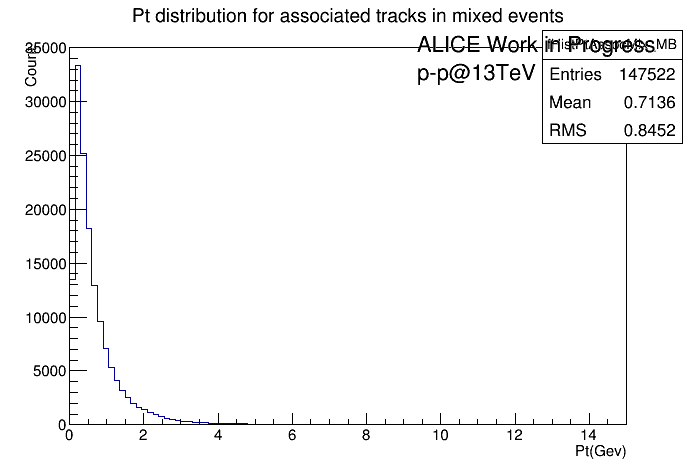 Pt distribution for associated tracks in mixed events
35000
ALICE Work in Progress
MB
p-p@13TeV
Entries 147522
Mean 0.7136
RMS 0.8452
30000
25000
20000
15000
10000
5000
0
0 2 4 6 8 10 12 14
Pt(Gev)